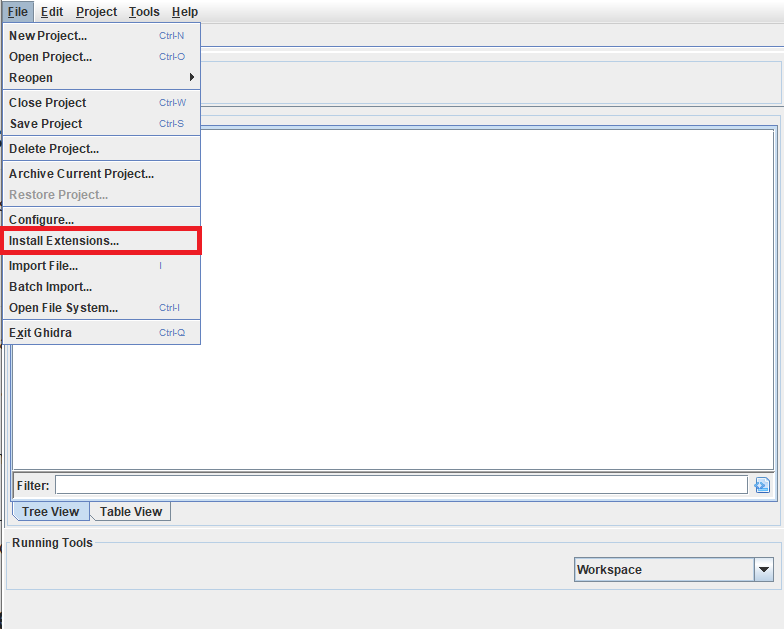 File Edit Project Tools Help
New Project... Ctrl-N
Open Project... Ctrl-O
Reopen
Close Project Ctrl-W
Save Project Ctrl-S
Delete Project...
Archive Current Project...
Restore Project...
Configure...
Install Extensions...
Import File... I
Batch Import...
Open File System... Ctrl-I
Exit Ghidra Ctrl-Q
Filter:
Tree View Table View
Running Tools
Workspace